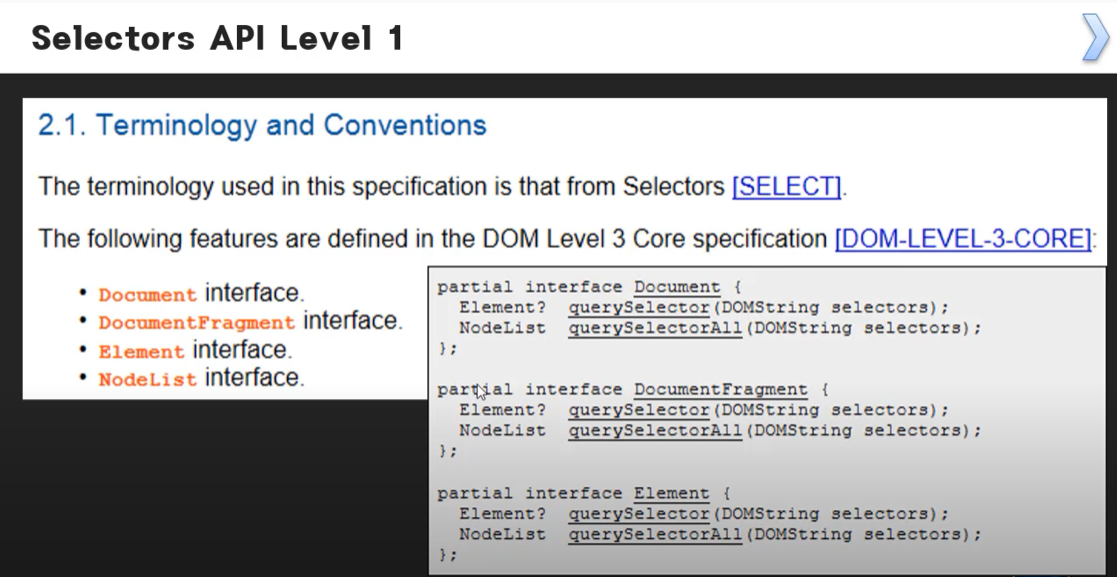 Selectors API Level 1
2.1. Terminology and Conventions
The terminology used in this specification is that from Selectors [SELECT].
The following features are defined in the DOM Level 3 Core specification [DOM-LEVEL-3-CORE]:
• Document interface.
• DocumentFragment interface.
• Element interface.
• NodeList interface.
partial interface Document {
  Element?  querySelector(DOMString selectors);
  NodeList  querySelectorAll(DOMString selectors);
};
partial interface DocumentFragment {
  Element?  querySelector(DOMString selectors);
  NodeList  querySelectorAll(DOMString selectors);
};
partial interface Element {
  Element?  querySelector(DOMString selectors);
  NodeList  querySelectorAll(DOMString selectors);
};